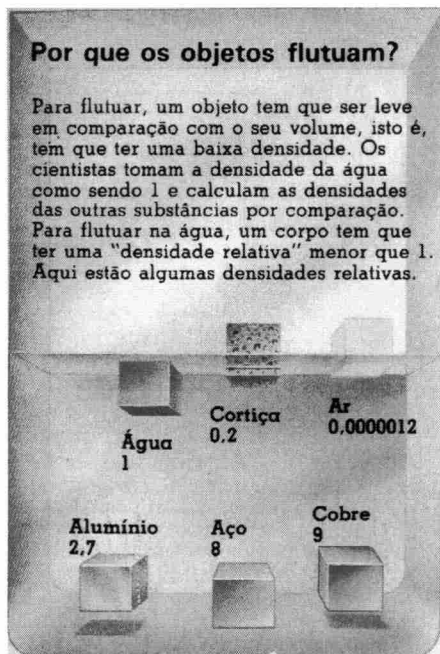 Por que os objetos flutuam?
Para flutuar, um objeto tem que ser leve
em comparação com o seu volume, isto é,
tem que ter uma baixa densidade. Os
cientistas tomam a densidade da água
como sendo 1 e calculam as densidades
das outras substâncias por comparação.
Para flutuar na água, um corpo tem que
ter uma "densidade relativa" menor que 1.
Aqui estão algumas densidades relativas.
Água
1
Cortiça
0,2
Ar
0,0000012
Alumínio
2,7
Aço
8
Cobre
9